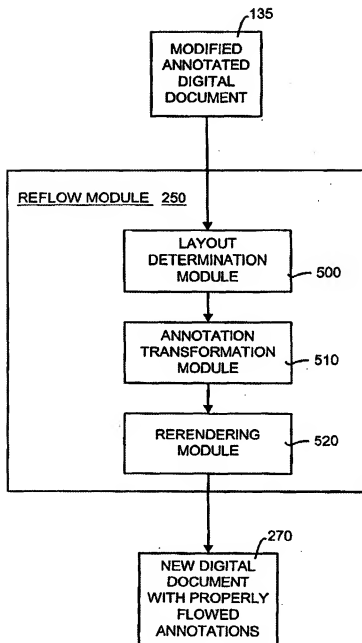 135
MODIFIED
ANNOTATED
DIGITAL
DOCUMENT
REFLOW MODULE 250
LAYOUT
DETERMINATION
MODULE
500
ANNOTATION
TRANSFORMATION
MODULE
510
RERENDERING
MODULE
520
270
NEW DIGITAL
DOCUMENT
WITH PROPERLY
FLOWED
ANNOTATIONS